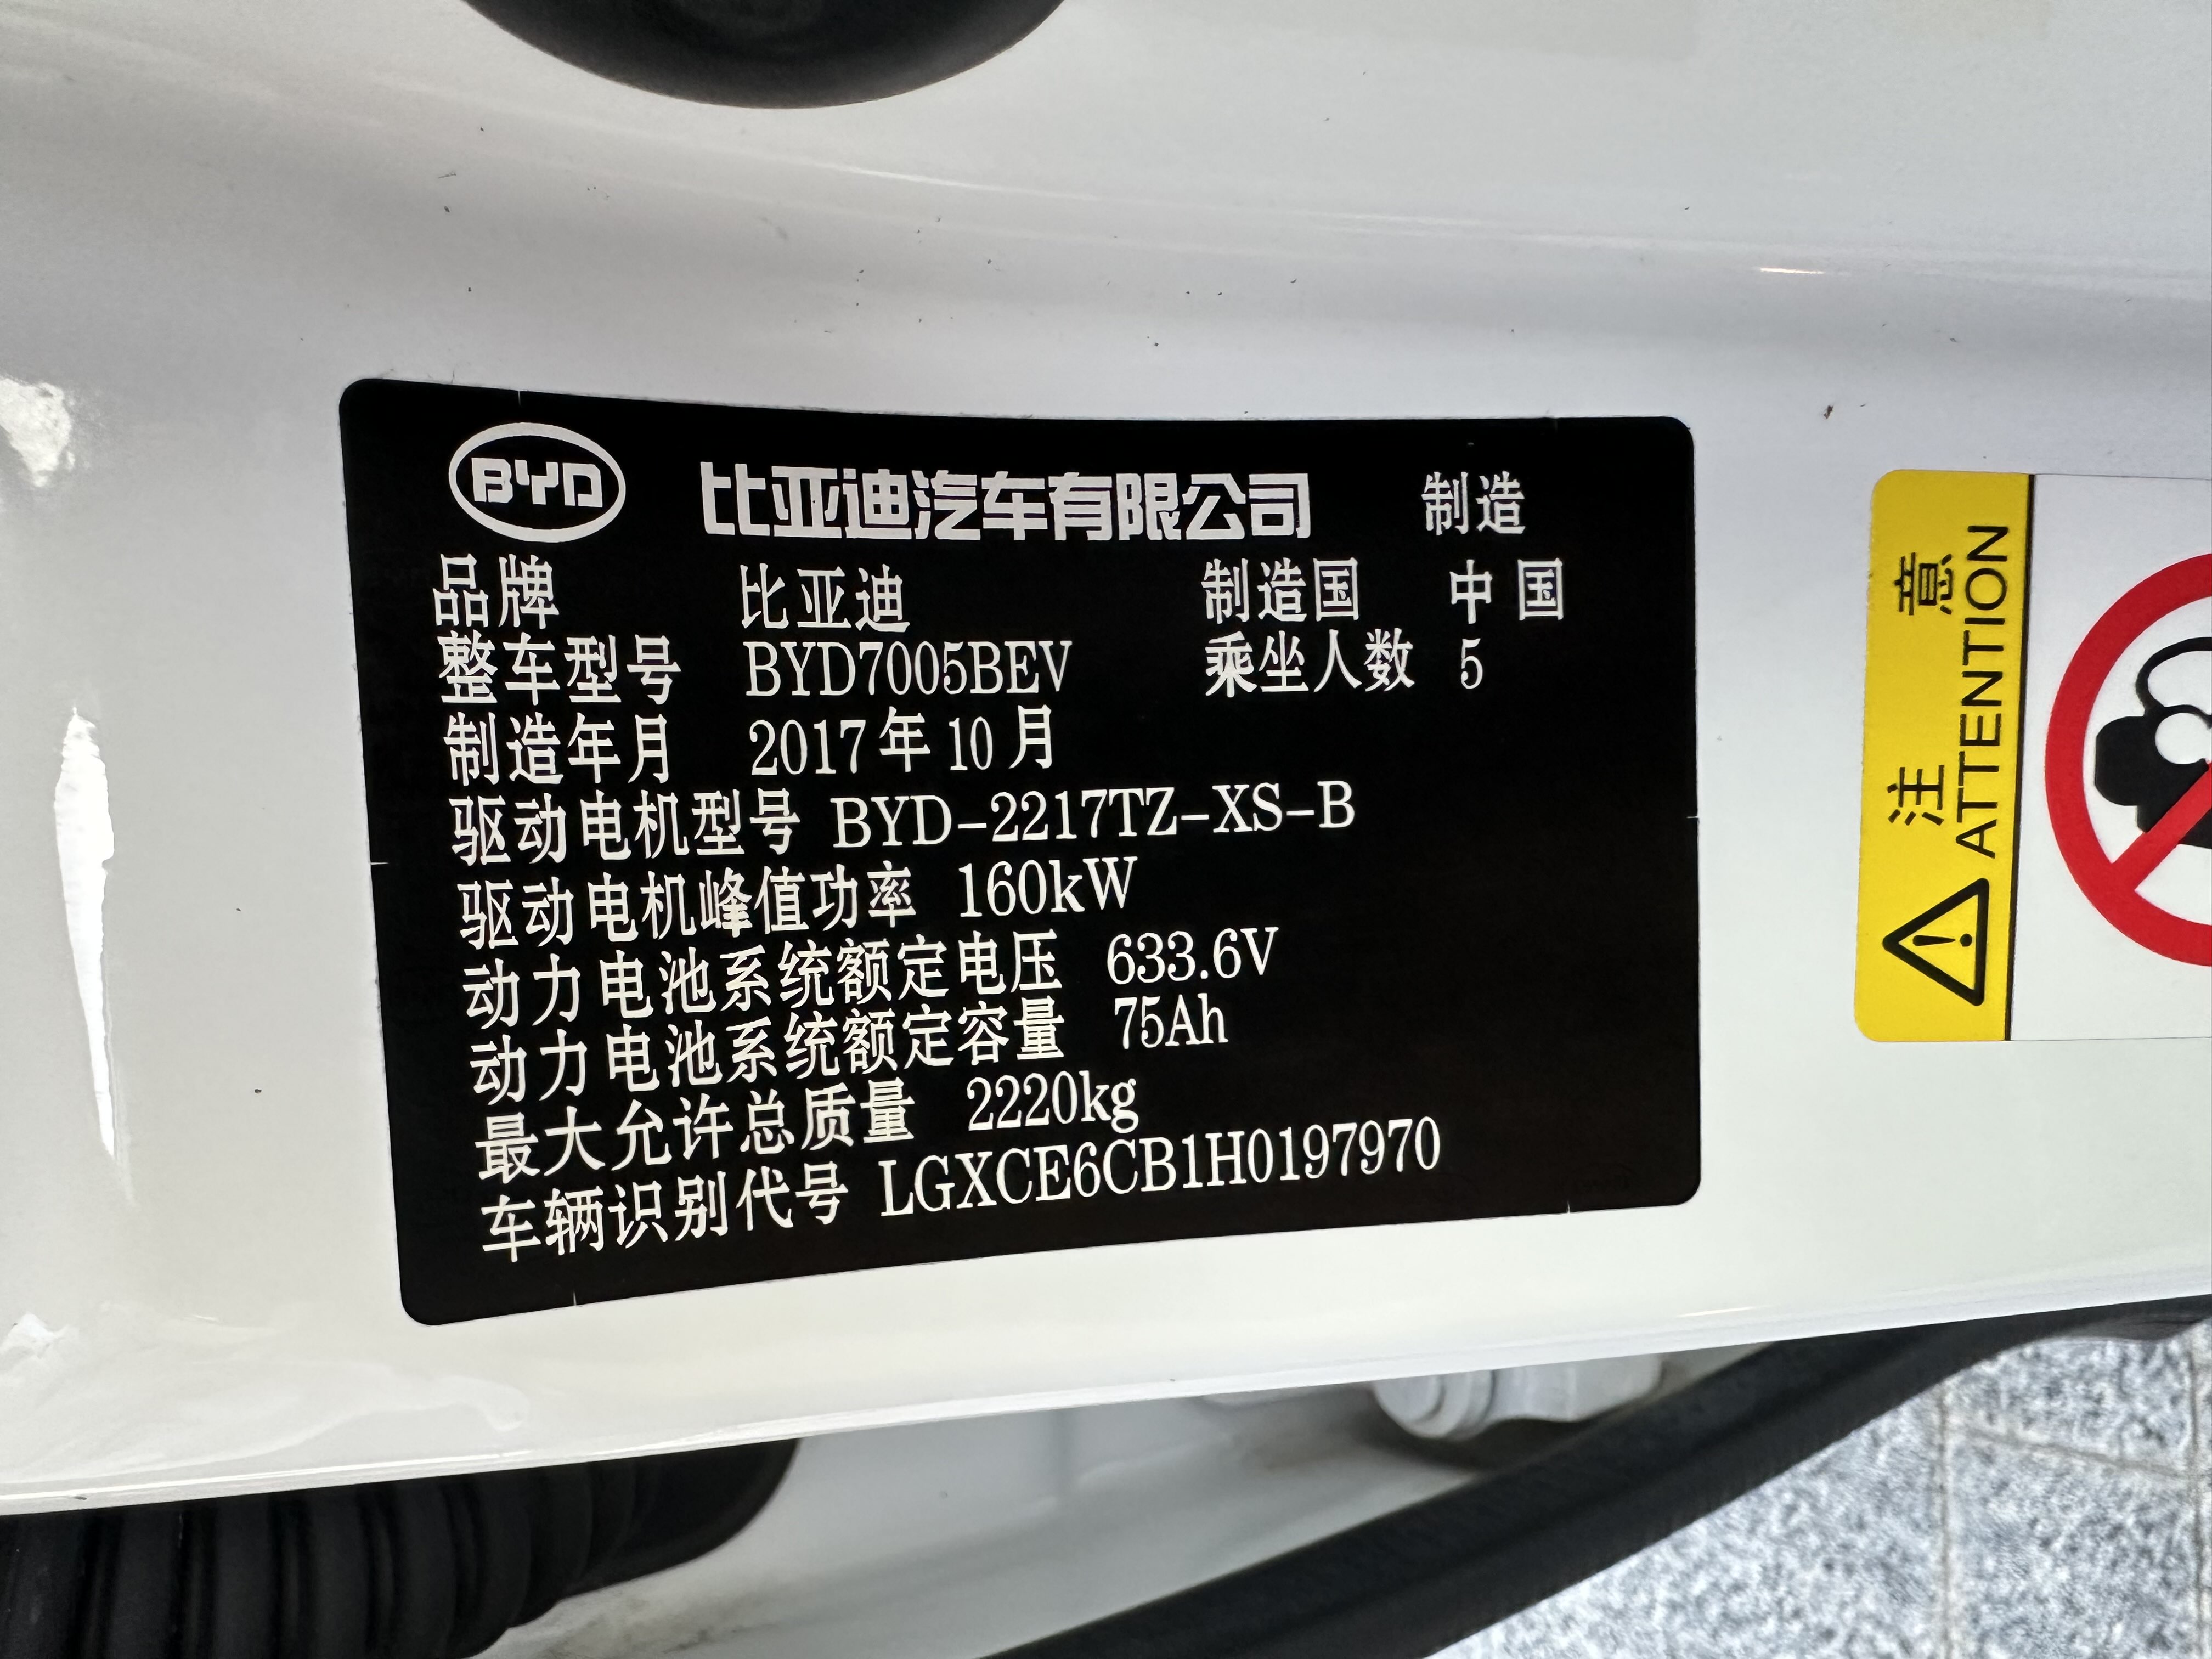 BYD 比亚迪汽车有限公司 制造
品牌 比亚迪 制造国 中国
整车型号 BYD7005BEV 乘坐人数 5
制造年月 2017年10月
驱动电机型号 BYD-2217TZ-XS-B
驱动电机峰值功率 160kW
动力电池系统额定电压 633.6V
动力电池系统额定容量 75Ah
最大允许总质量 2220kg
车辆识别代号 LGXCE6CB1H0197970
注意
ATTENTION